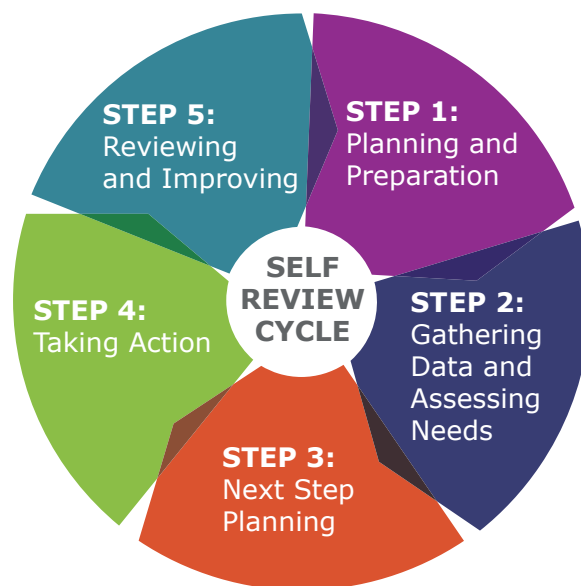 SELF
REVIEW
CYCLE
STEP 1:
Planning and
Preparation
STEP 2:
Gathering
Data and
Assessing
Needs
STEP 3:
Next Step
Planning
STEP 4:
Taking Action
STEP 5:
Reviewing
and Improving